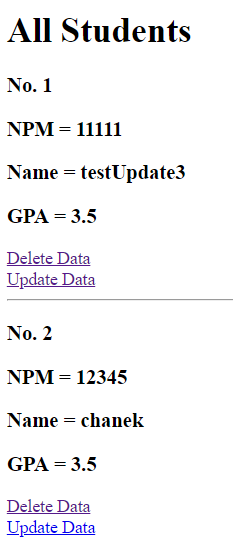 All Students
No. 1
NPM = 11111
Name = testUpdate3
GPA = 3.5
Delete Data
Update Data
No. 2
NPM = 12345
Name = chanek
GPA = 3.5
Delete Data
Update Data